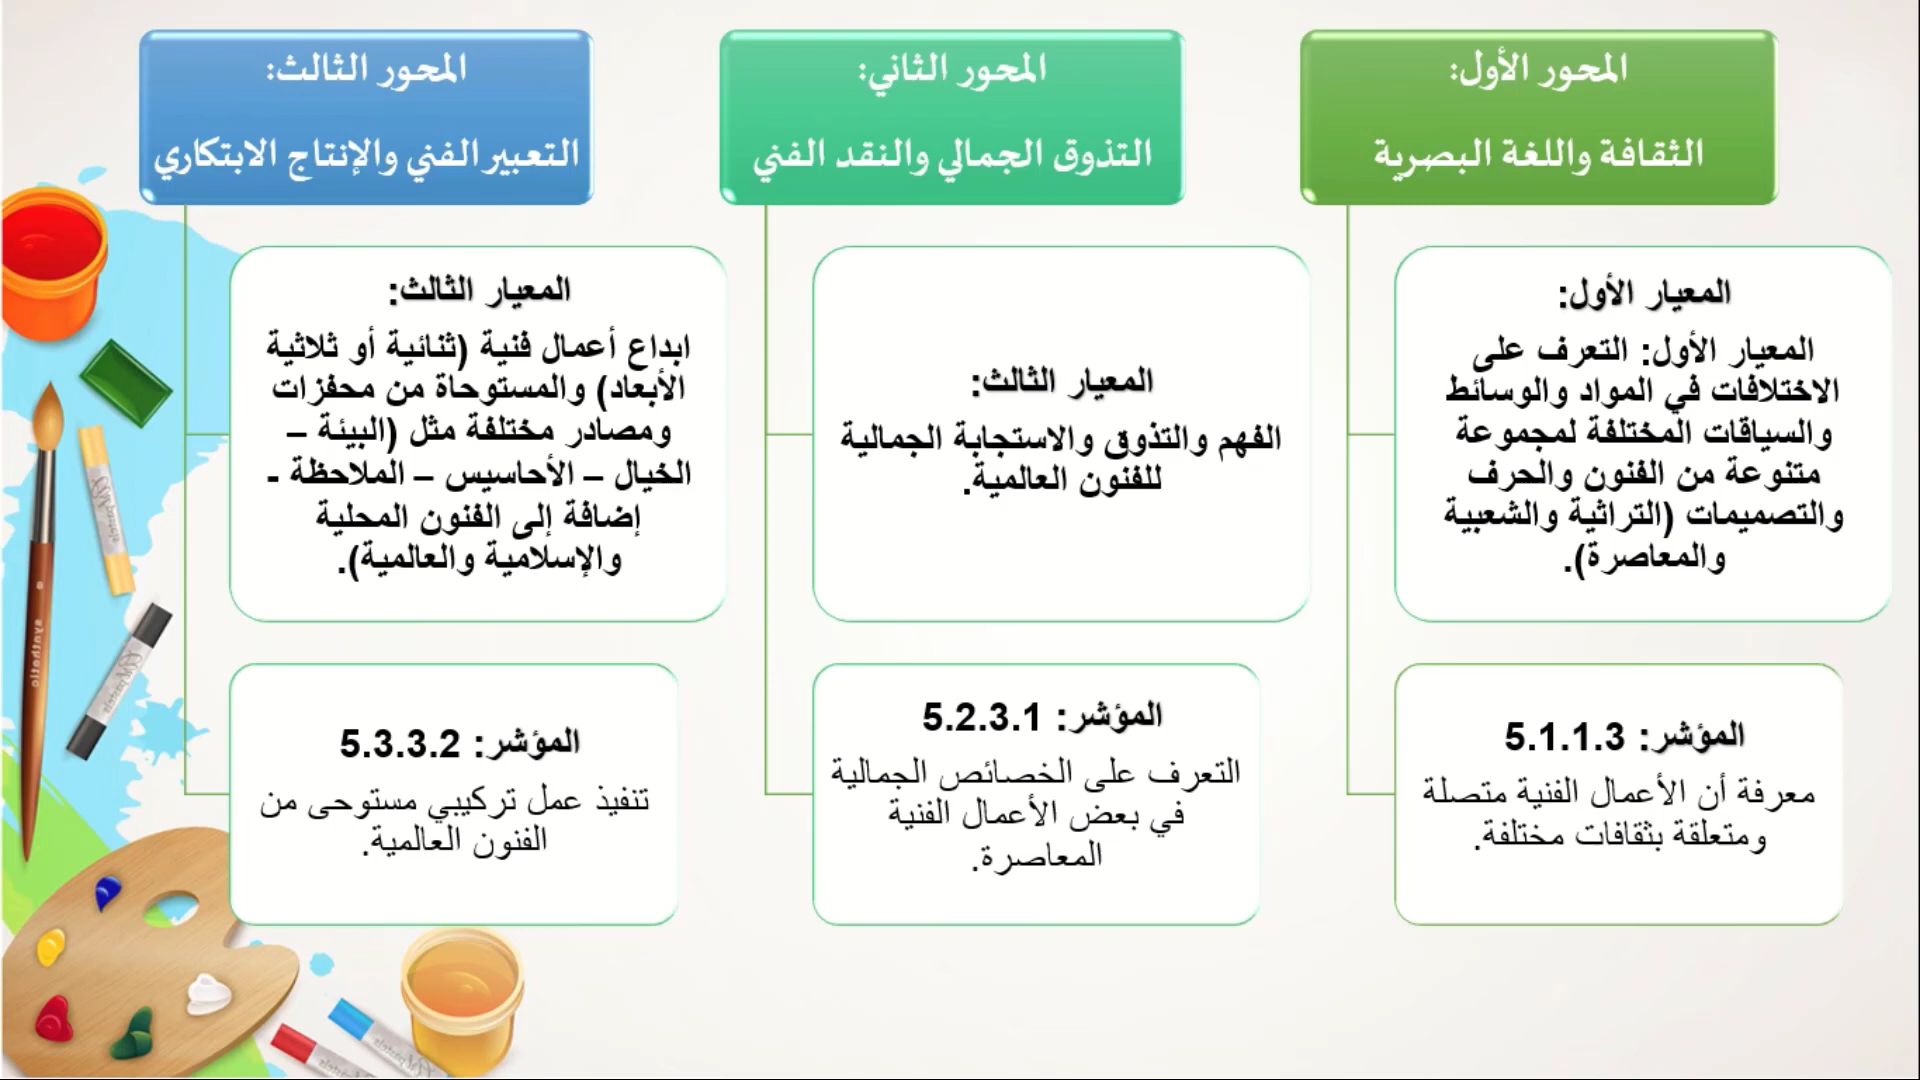 المحور الأول:
الثقافة واللغة البصرية
المعيار الأول:
المعيار الأول: التعرف على
الاختلافات في المواد والوسائط
والسياقات المختلفة لمجموعة
متنوعة من الفنون والحرف
والتصميمات (التراثية والشعبية
والمعاصرة).
المؤشر: 5.1.1.3
معرفة أن الأعمال الفنية متصلة
ومتعلقة بثقافات مختلفة.
المحور الثاني:
التذوق الجمالي والنقد الفني
المعيار الثالث:
الفهم والتذوق والاستجابة الجمالية
للفنون العالمية.
المؤشر: 5.2.3.1
التعرف على الخصائص الجمالية
في بعض الأعمال الفنية
المعاصرة.
المحور الثالث:
التعبير الفني والإنتاج الابتكاري
المعيار الثالث:
ابداع أعمال فنية (ثنائية أو ثلاثية
الأبعاد) والمستوحاة من محفزات
ومصادر مختلفة مثل (البيئة –
الخيال – الأحاسيس – الملاحظة -
إضافة إلى الفنون المحلية
والإسلامية والعالمية).
المؤشر: 5.3.3.2
تنفيذ عمل تركيبي مستوحى من
الفنون العالمية.